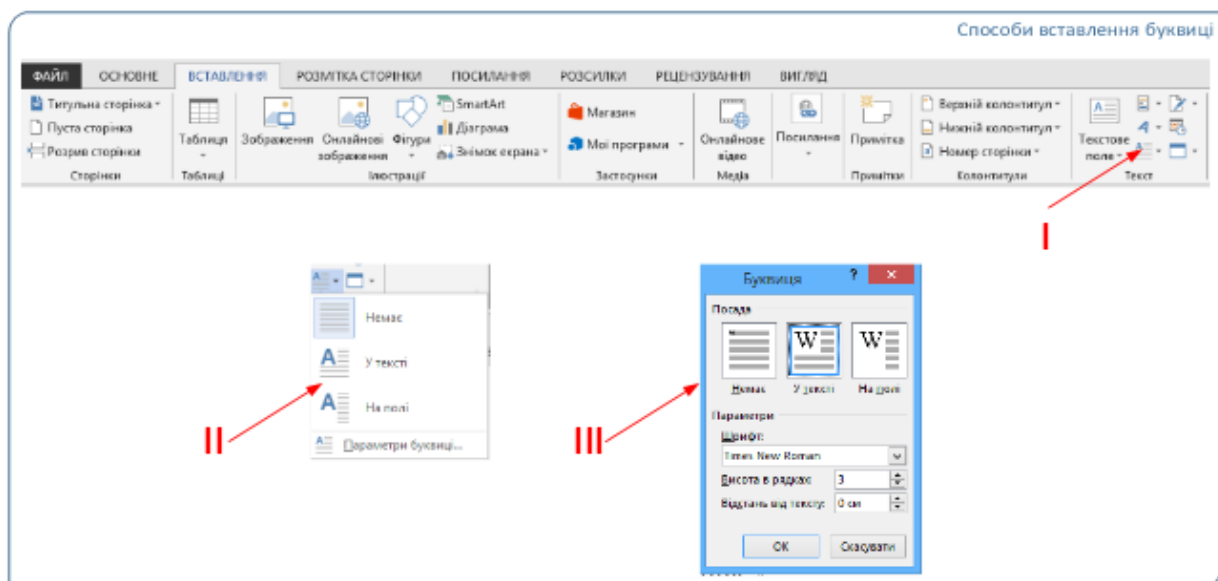 Способи вставлення буквиці
ФАЙЛ ОСНОВНЕ ВСТАВЛЕННЯ РОЗМІТКА СТОРІНКИ ПОСИЛАННЯ РОЗСИЛКИ РЕЦЕНЗУВАННЯ ВИГЛЯД
Титульна сторінка
Пуста сторінка
Розрив сторінки
Сторінки
Таблиця
Таблиці
Зображення
Онлайнові
зображення
Фігури
SmartArt
Діаграма
Знімок екрана
Ілюстрації
Магазин
Мої програми
Застосунки
Онлайнове
відео
Медіа
Посилання
Примітка
Примітки
Верхній колонтитул
Нижній колонтитул
Номер сторінки
Колонтитули
Текстове
поле
Текст
I
Немає
У тексті
На полі
Параметри буквиці...
II
Буквиця ?
Посада
W W
Немає У тексті На полі
Параметри
Шрифт:
Times New Roman
Висота в рядках: 3
Відстань від тексту: 0 см
ОК Скасувати
III